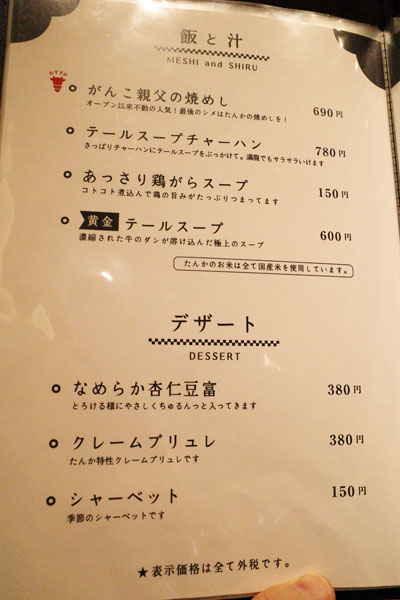 飯と汁
MESHI and SHIRU
がんこ親父の焼めし 690円
オープン以来不動の人気!最後のシメはたんかの焼めしを!
テールスープチャーハン 780円
さっぱりチャーハンにテールスープをぶっかけて。満腹でもサラサラいけます
あっさり鶏がらスープ 150円
コトコト煮込んで鶏の旨みがたっぷりつまってます
黄金 テールスープ 600円
濃縮された牛のダシが溶け込んだ極上のスープ
たんかのお米は全て国産米を使用しています。
デザート
DESSERT
なめらか杏仁豆富 380円
とろける様にやさしくちゅるんっと入ってきます
クレームブリュレ 380円
たんか特性クレームブリュレです
シャーベット 150円
季節のシャーベットです
★表示価格は全て外税です。